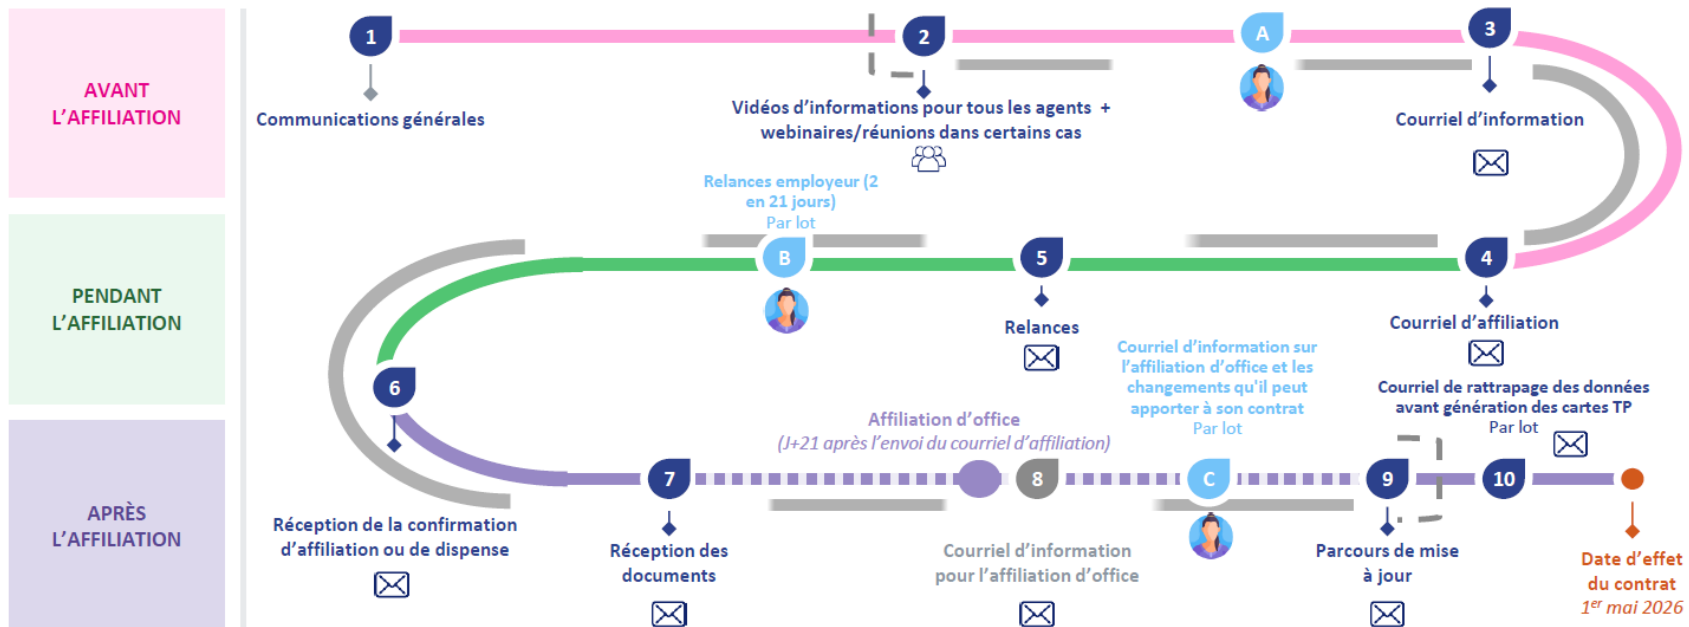 AVANT
L'AFFILIATION
1
2
A
3
Communications générales
Vidéos d'informations pour tous les agents +
webinaires/réunions dans certains cas
Courriel d'information
PENDANT
L'AFFILIATION
Relances employeur (2
en 21 jours)
Par lot
B
5
4
Relances
Courriel d'affiliation
6
APRÈS
L'AFFILIATION
Réception de la confirmation
d'affiliation ou de dispense
7
Réception des
documents
Affiliation d'office
(J+21 après l'envoi du courriel d'affiliation)
8
Courriel d'information
pour l'affiliation d'office
Courriel d'information sur
l'affiliation d'office et les
changements qu'il peut
apporter à son contrat
Par lot
C
9
Parcours de mise
à jour
Courriel de rattrapage des données
avant génération des cartes TP
Par lot
10
Date d'effet
du contrat
1er mai 2026